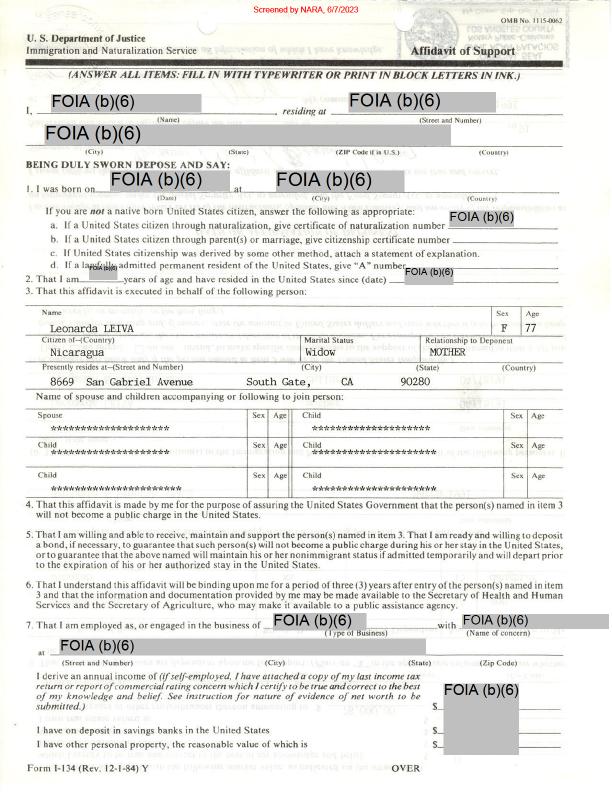 Screened by NARA, 6/7/2023
OMB No. 1115-0062
U. S. Department of Justice
Immigration and Naturalization Service
Affidavit of Support
(ANSWER ALL ITEMS: FILL IN WITH TYPEWRITER OR PRINT IN BLOCK LETTERS IN INK.)
I, FOIA (b)(6), residing at FOIA (b)(6)
(Name) (Street and Number)
FOIA (b)(6)
(City) (State) (ZIP Code if in U.S.) (Country)
BEING DULY SWORN DEPOSE AND SAY:
1. I was born on FOIA (b)(6) at FOIA (b)(6)
(Date) (City) (Country)
If you are not a native born United States citizen, answer the following as appropriate:
a. If a United States citizen through naturalization, give certificate of naturalization number FOIA (b)(6)
b. If a United States citizen through parent(s) or marriage, give citizenship certificate number
c. If United States citizenship was derived by some other method, attach a statement of explanation.
d. If a lawfully admitted permanent resident of the United States, give "A" number FOIA (b)(6)
2. That I am FOIA (b)(6) years of age and have resided in the United States since (date)
3. That this affidavit is executed in behalf of the following person:
Name Sex Age
Leonarda LEIVA F 77
Citizen of--(Country) Marital Status Relationship to Deponent
Nicaragua Widow MOTHER
Presently resides at--(Street and Number) (City) (State) (Country)
8669 San Gabriel Avenue South Gate, CA 90280
Name of spouse and children accompanying or following to join person:
Spouse Sex Age Child Sex Age
******************** ********************
Child Sex Age Child Sex Age
******************** ********************
Child Sex Age Child Sex Age
********************** **********************
4. That this affidavit is made by me for the purpose of assuring the United States Government that the person(s) named in item 3
will not become a public charge in the United States.
5. That I am willing and able to receive, maintain and support the person(s) named in item 3. That I am ready and willing to deposit
a bond, if necessary, to guarantee that such person(s) will not become a public charge during his or her stay in the United States,
or to guarantee that the above named will maintain his or her nonimmigrant status if admitted temporarily and will depart prior
to the expiration of his or her authorized stay in the United States.
6. That I understand this affidavit will be binding upon me for a period of three (3) years after entry of the person(s) named in item
3 and that the information and documentation provided by me may be made available to the Secretary of Health and Human
Services and the Secretary of Agriculture, who may make it available to a public assistance agency.
7. That I am employed as, or engaged in the business of FOIA (b)(6) with FOIA (b)(6)
(Type of Business) (Name of concern)
at FOIA (b)(6)
(Street and Number) (City) (State) (Zip Code)
I derive an annual income of (if self-employed, I have attached a copy of my last income tax
return or report of commercial rating concern which I certify to be true and correct to the best
of my knowledge and belief. See instruction for nature of evidence of net worth to be
submitted.) $ FOIA (b)(6)
I have on deposit in savings banks in the United States $
I have other personal property, the reasonable value of which is $
Form I-134 (Rev. 12-1-84) Y OVER